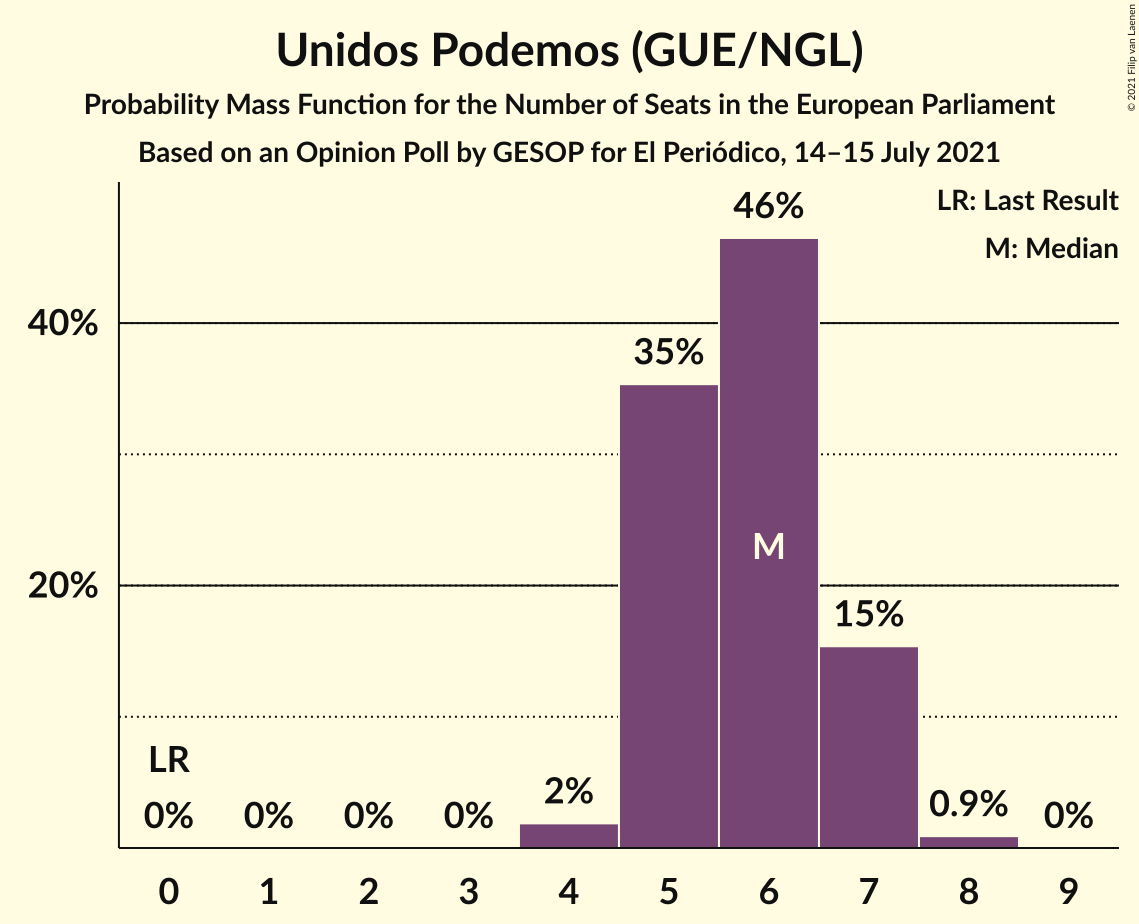 Unidos Podemos (GUE/NGL)
Probability Mass Function for the Number of Seats in the European Parliament
Based on an Opinion Poll by GESOP for El Periódico, 14–15 July 2021
© 2021 Filip van Laenen
LR: Last Result
M: Median
46%
40%
35%
M
20%
15%
LR
0% 0% 0% 0% 2% 0.9% 0%
0 1 2 3 4 5 6 7 8 9